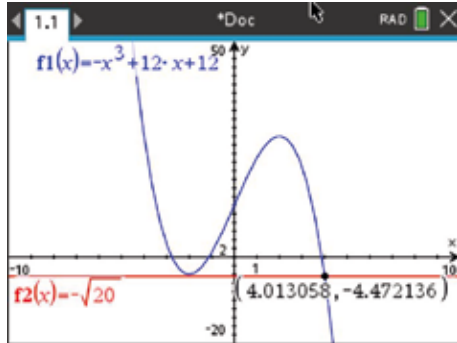 1.1 *Doc RAD
50 y
f1(x)=-x³+12·x+12
2
x
-10 1 10
f2(x)=-√20 (4.013058,-4.472136)
-20